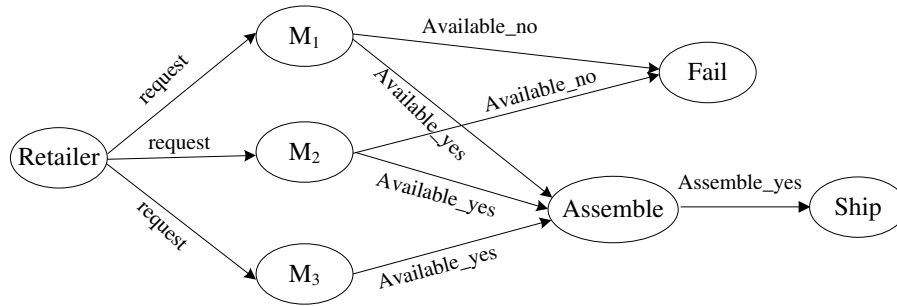 M1
Available_no
Fail
request
Available_yes
Available_no
Retailer
request
M2
Available_yes
Assemble
Assemble_yes
Ship
request
M3
Available_yes